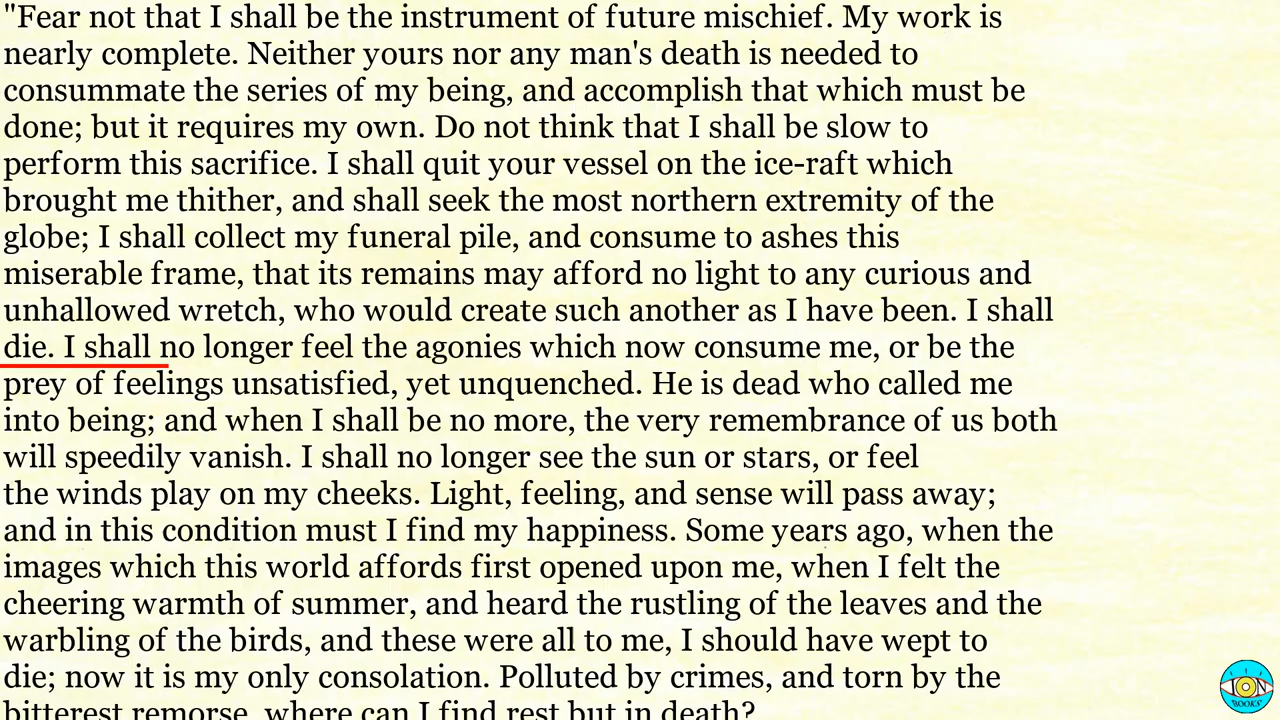 "Fear not that I shall be the instrument of future mischief. My work is
nearly complete. Neither yours nor any man's death is needed to
consummate the series of my being, and accomplish that which must be
done; but it requires my own. Do not think that I shall be slow to
perform this sacrifice. I shall quit your vessel on the ice-raft which
brought me thither, and shall seek the most northern extremity of the
globe; I shall collect my funeral pile, and consume to ashes this
miserable frame, that its remains may afford no light to any curious and
unhallowed wretch, who would create such another as I have been. I shall
die. I shall no longer feel the agonies which now consume me, or be the
prey of feelings unsatisfied, yet unquenched. He is dead who called me
into being; and when I shall be no more, the very remembrance of us both
will speedily vanish. I shall no longer see the sun or stars, or feel
the winds play on my cheeks. Light, feeling, and sense will pass away;
and in this condition must I find my happiness. Some years ago, when the
images which this world affords first opened upon me, when I felt the
cheering warmth of summer, and heard the rustling of the leaves and the
warbling of the birds, and these were all to me, I should have wept to
die; now it is my only consolation. Polluted by crimes, and torn by the
bitterest remorse, where can I find rest but in death?
ION
BOOKS